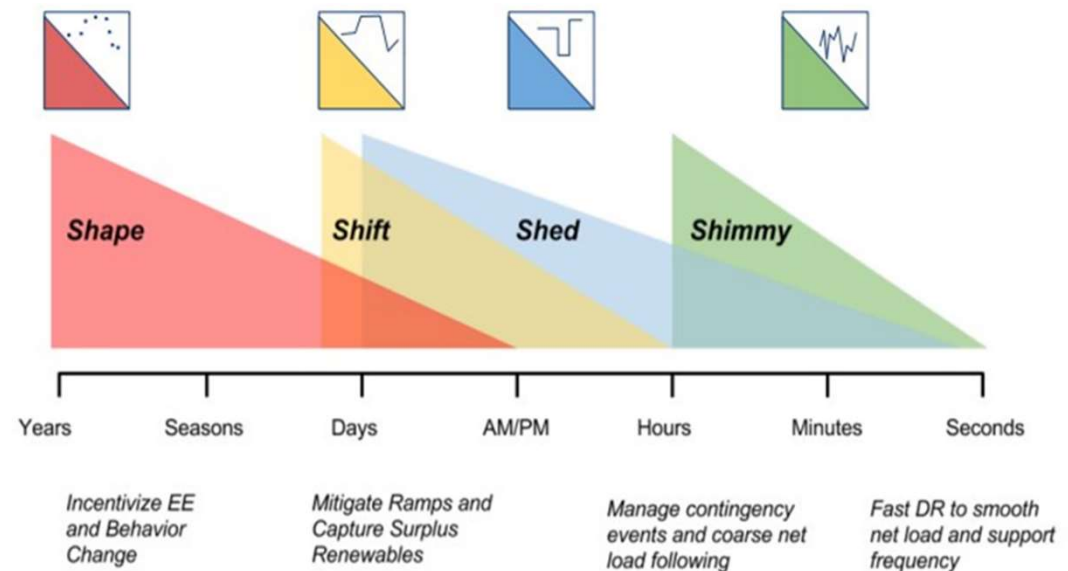 Shape
Shift
Shed
Shimmy
Years
Seasons
Days
AM/PM
Hours
Minutes
Seconds
Incentivize EE
and Behavior
Change
Mitigate Ramps and
Capture Surplus
Renewables
Manage contingency
events and coarse net
load following
Fast DR to smooth
net load and support
frequency